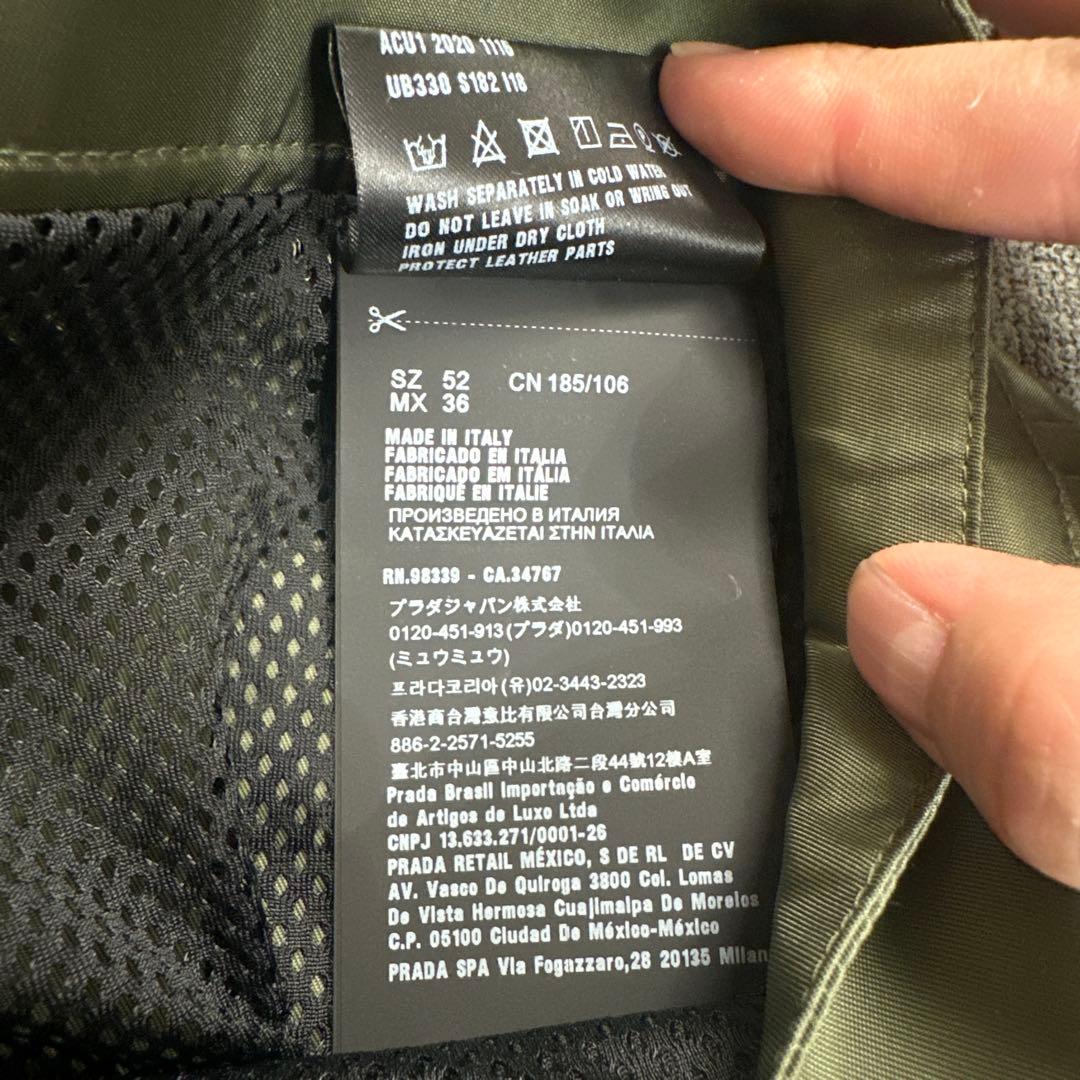 ACU1 2020 1116
UB330 S182 I18
WASH SEPARATELY IN COLD WATER
DO NOT LEAVE IN SOAK OR WRING OUT
IRON UNDER DRY CLOTH
PROTECT LEATHER PARTS
SZ 52 CN 185/106
MX 36
MADE IN ITALY
FABRICADO EN ITALIA
FABRICADO EM ITÁLIA
FABRIQUÉ EN ITALIE
ПРОИЗВЕДЕНО В ИТАЛИЯ
ΚΑΤΑΣΚΕΥΑΖΕΤΑΙ ΣΤΗΝ ΙΤΑΛΙΑ
RN.98339 - CA.34767
プラダジャパン株式会社
0120-451-913(プラダ)0120-451-993
(ミュウミュウ)
프라다코리아(유)02-3443-2323
香港商台灣意比有限公司台灣分公司
886-2-2571-5255
臺北市中山區中山北路二段44號12樓A室
Prada Brasil Importação e Comércio
de Artigos de Luxo Ltda
CNPJ 13.633.271/0001-26
PRADA RETAIL MÉXICO, S DE RL DE CV
AV. Vasco De Quiroga 3800 Col. Lomas
De Vista Hermosa Cuajimalpa De Morelos
C.P. 05100 Ciudad De México-México
PRADA SPA Via Fogazzaro,28 20135 Milan